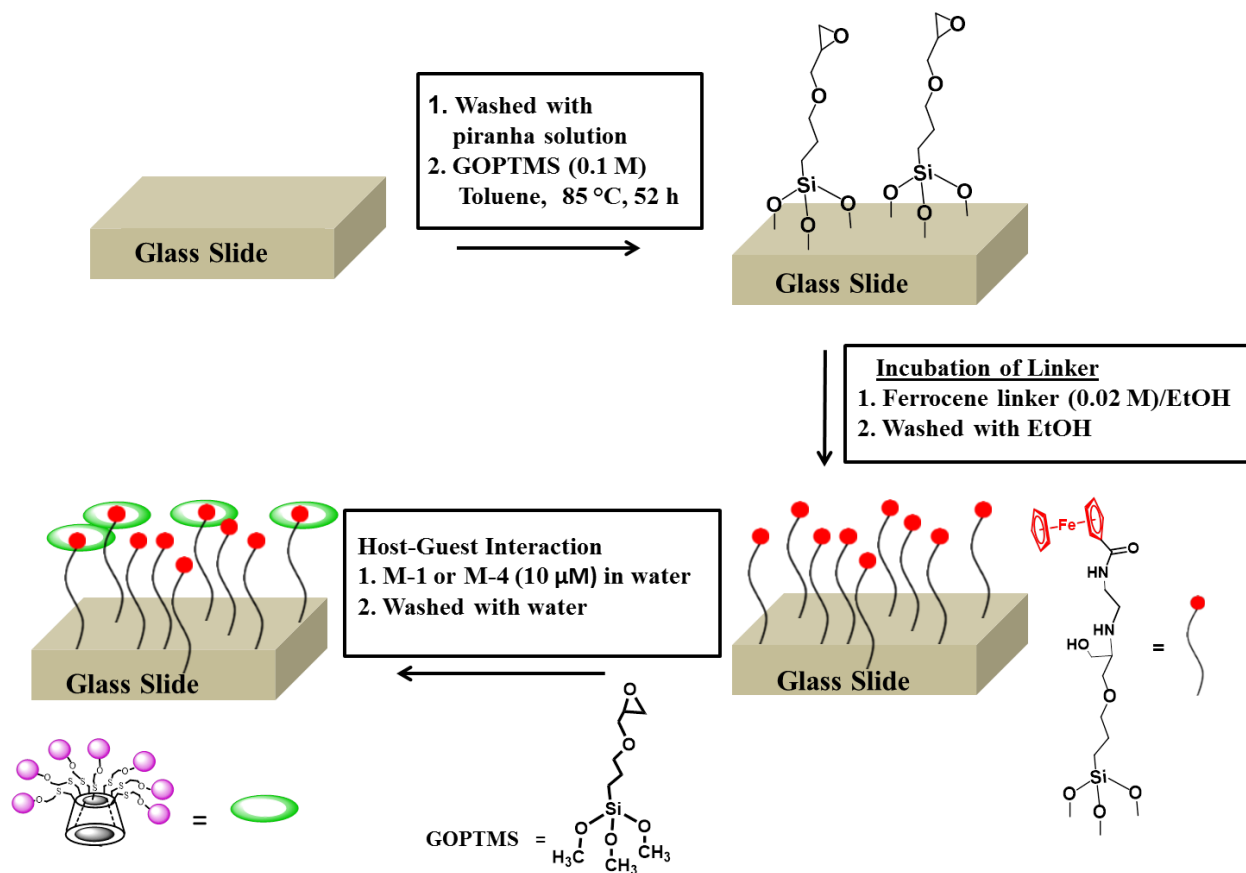 1. Washed with
piranha solution
2. GOPTMS (0.1 M)
Toluene, 85 °C, 52 h
Glass Slide
O
O
Si
O
O
O
O
O
Si
O
O
O
Glass Slide
Incubation of Linker
1. Ferrocene linker (0.02 M)/EtOH
2. Washed with EtOH
Host-Guest Interaction
1. M-1 or M-4 (10 µM) in water
2. Washed with water
Glass Slide
Glass Slide
Fe
O
HN
HN
HO
O
Si
O
O
O
=
O
O
Si
O
O
O
H3C
CH3
CH3
GOPTMS =
O
O
O
O
O
O
O
S
S
S
S
S
S
S
=